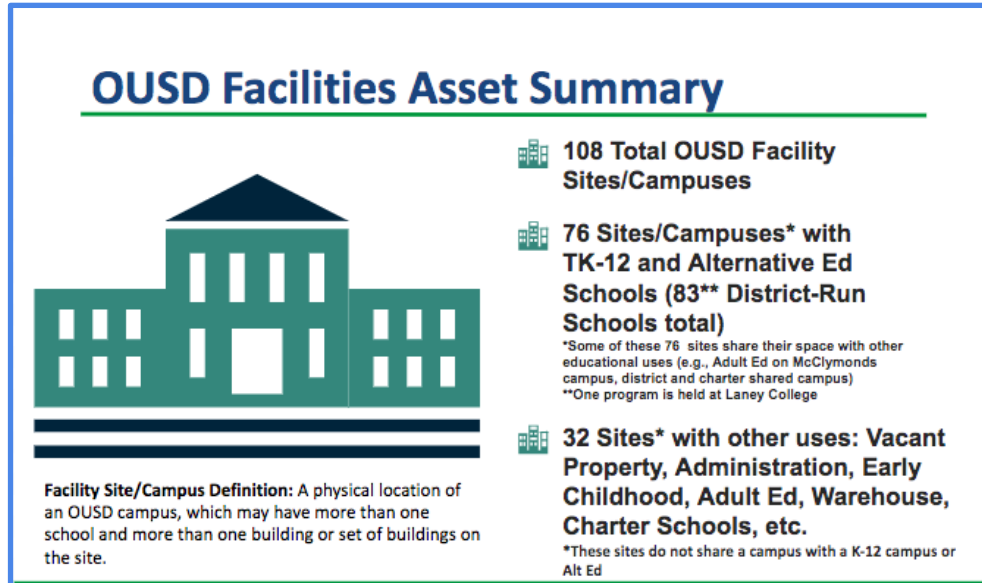 OUSD Facilities Asset Summary
108 Total OUSD Facility
Sites/Campuses
76 Sites/Campuses* with
TK-12 and Alternative Ed
Schools (83** District-Run
Schools total)
*Some of these 76 sites share their space with other
educational uses (e.g., Adult Ed on McClymonds
campus, district and charter shared campus)
**One program is held at Laney College
32 Sites* with other uses: Vacant
Property, Administration, Early
Childhood, Adult Ed, Warehouse,
Charter Schools, etc.
*These sites do not share a campus with a K-12 campus or
Alt Ed
Facility Site/Campus Definition: A physical location of
an OUSD campus, which may have more than one
school and more than one building or set of buildings on
the site.